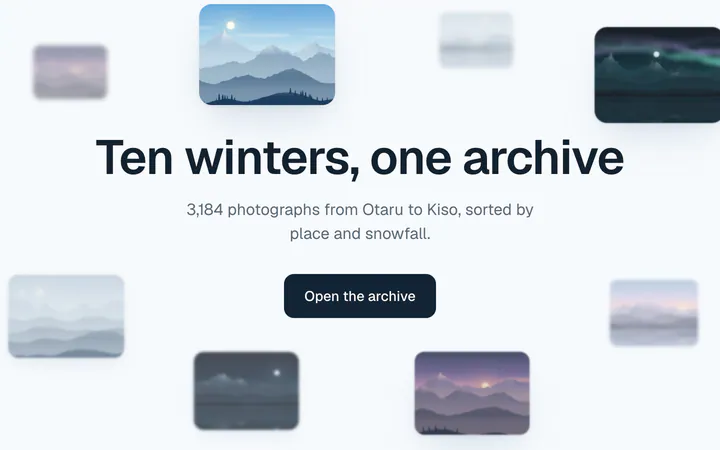 Ten winters, one archive
3,184 photographs from Otaru to Kiso, sorted by
place and snowfall.
Open the archive